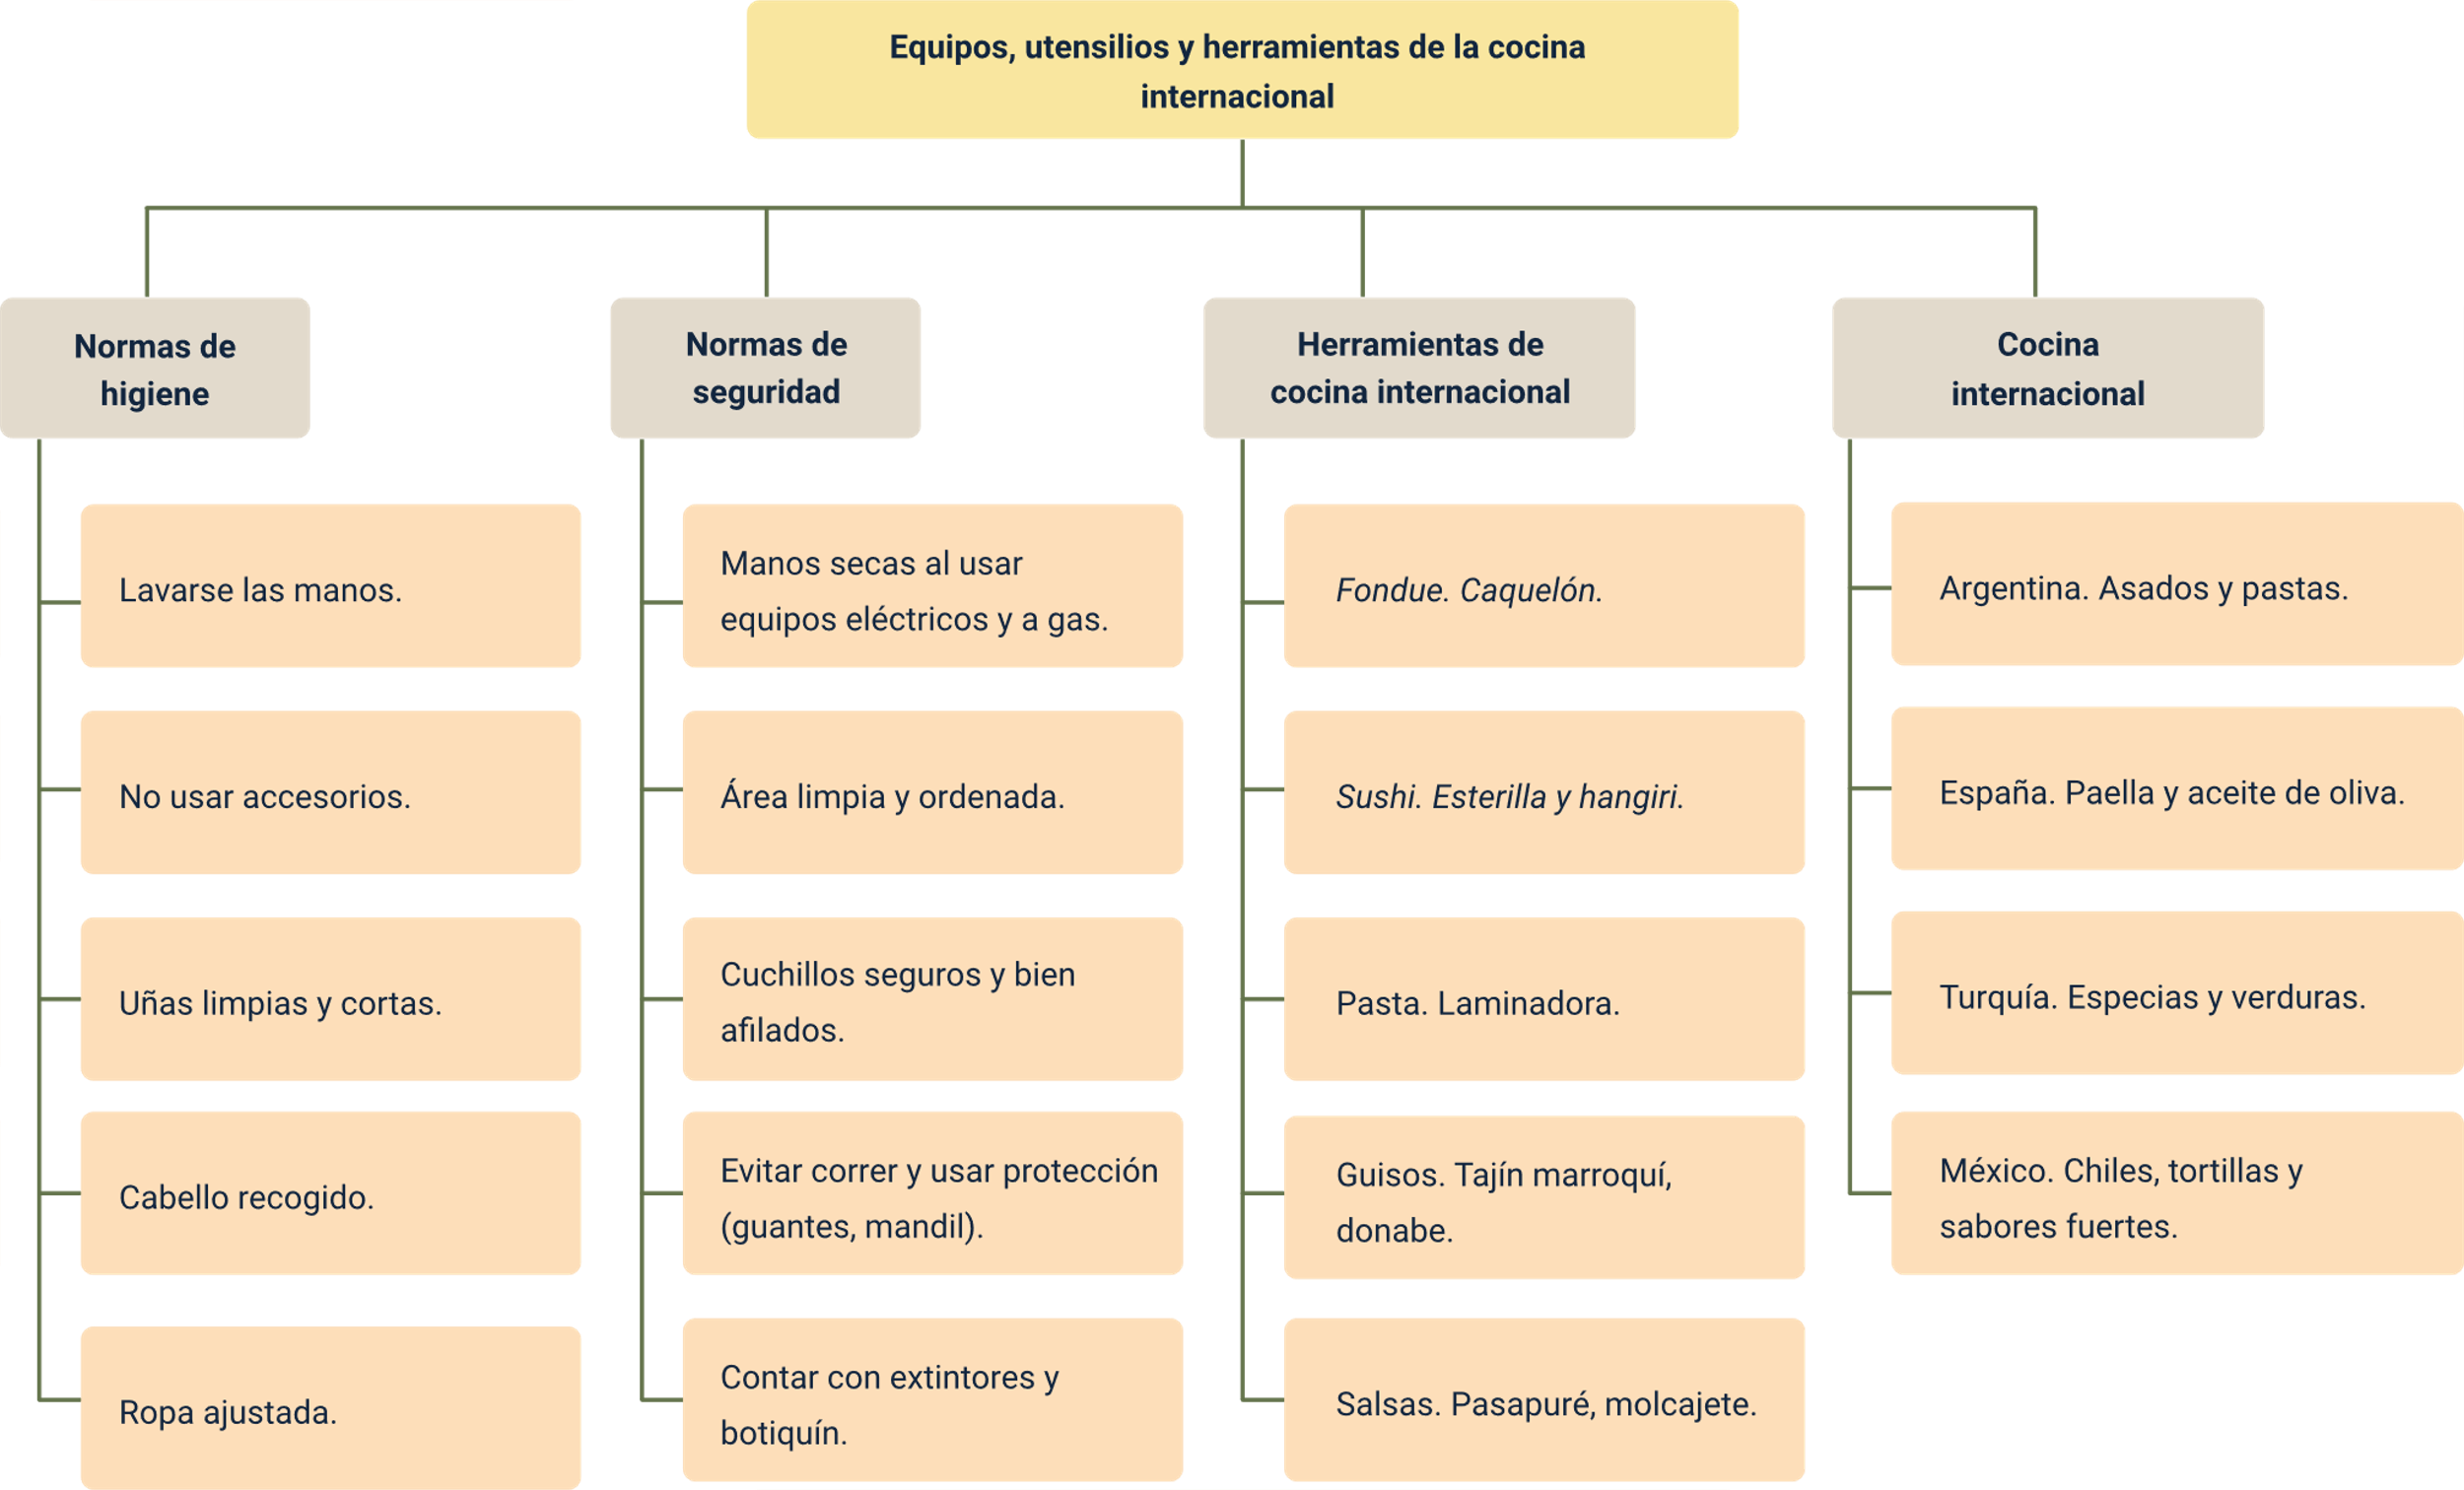 Equipos, utensilios y herramientas de la cocina
internacional
Normas de
higiene
Lavarse las manos.
No usar accesorios.
Uñas limpias y cortas.
Cabello recogido.
Ropa ajustada.
Normas de
seguridad
Manos secas al usar
equipos eléctricos y a gas.
Área limpia y ordenada.
Cuchillos seguros y bien
afilados.
Evitar correr y usar protección
(guantes, mandil).
Contar con extintores y
botiquín.
Herramientas de
cocina internacional
Fondue. Caquelón.
Sushi. Esterilla y hangiri.
Pasta. Laminadora.
Guisos. Tajín marroquí,
donabe.
Salsas. Pasapuré, molcajete.
Cocina
internacional
Argentina. Asados y pastas.
España. Paella y aceite de oliva.
Turquía. Especias y verduras.
México. Chiles, tortillas y
sabores fuertes.